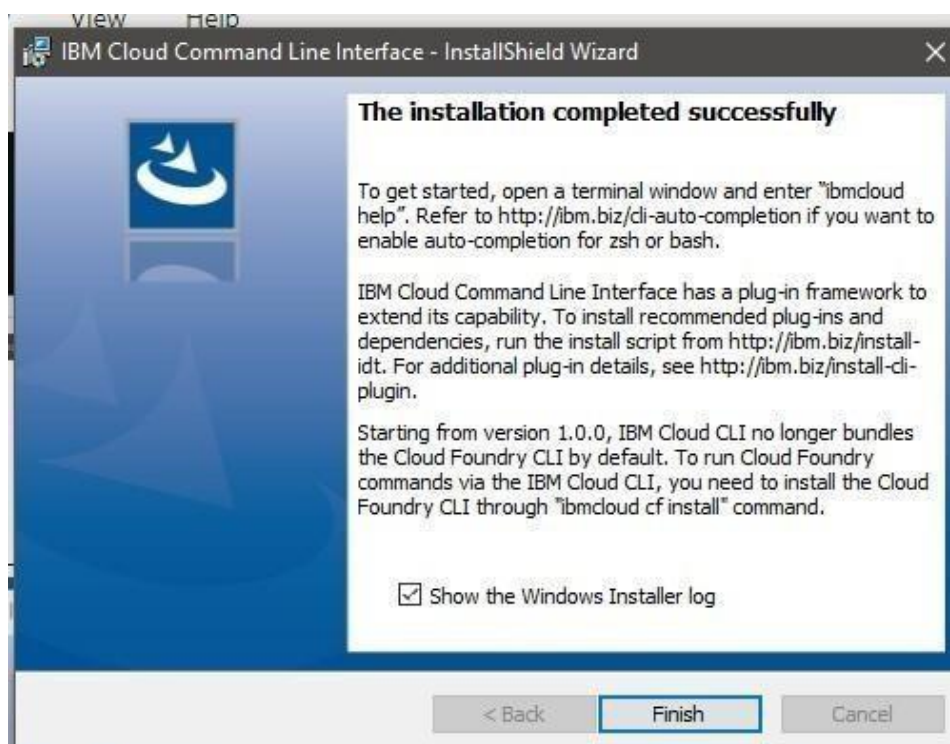 View Help
IBM Cloud Command Line Interface - InstallShield Wizard
The installation completed successfully
To get started, open a terminal window and enter "ibmcloud
help". Refer to http://ibm.biz/cli-auto-completion if you want to
enable auto-completion for zsh or bash.
IBM Cloud Command Line Interface has a plug-in framework to
extend its capability. To install recommended plug-ins and
dependencies, run the install script from http://ibm.biz/install-
idt. For additional plug-in details, see http://ibm.biz/install-cli-
plugin.
Starting from version 1.0.0, IBM Cloud CLI no longer bundles
the Cloud Foundry CLI by default. To run Cloud Foundry
commands via the IBM Cloud CLI, you need to install the Cloud
Foundry CLI through "ibmcloud cf install" command.
Show the Windows Installer log
< Back Finish Cancel